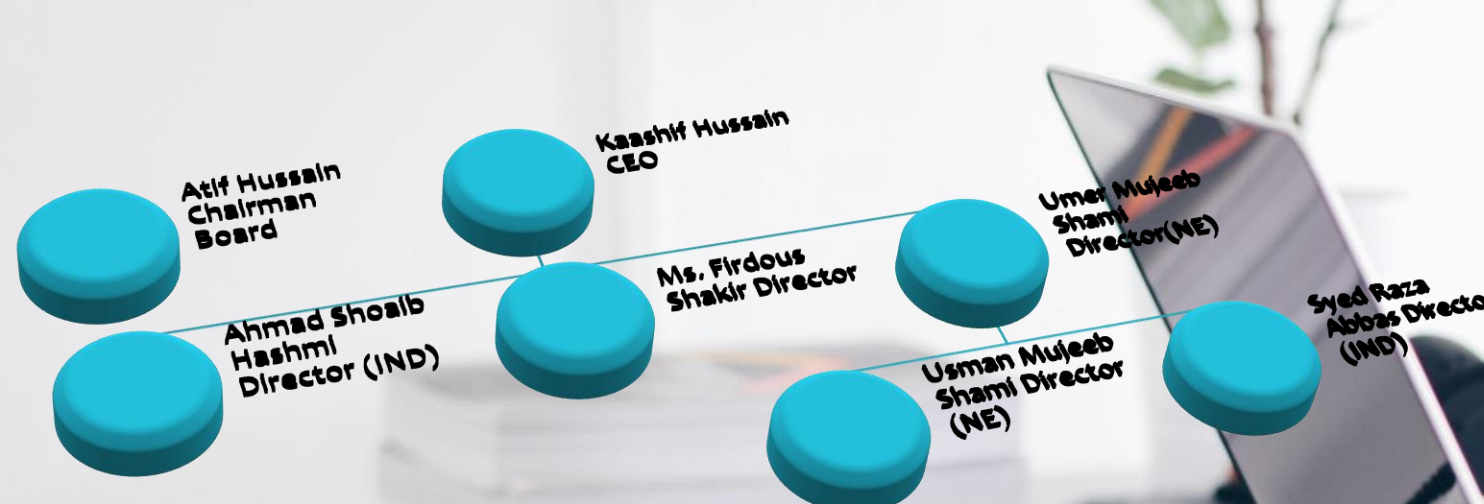 Atif Hussain
Chairman
Board
Kaashif Hussain
CEO
Umer Mujeeb
Shami
Director(NE)
Ahmad Shoaib
Hashmi
Director (IND)
Ms. Firdous
Shakir Director
Usman Mujeeb
Shami Director
(NE)
Syed Raza
Abbas Directo
(IND)